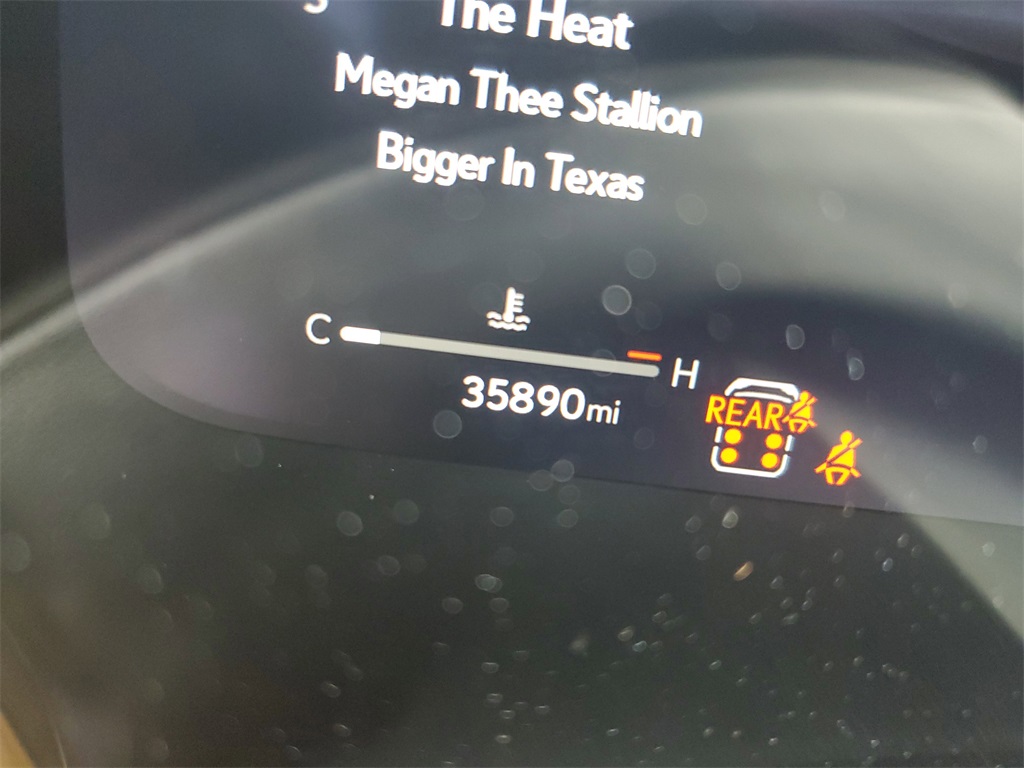 The Heat
Megan Thee Stallion
Bigger In Texas
C
H
35890mi
REAR